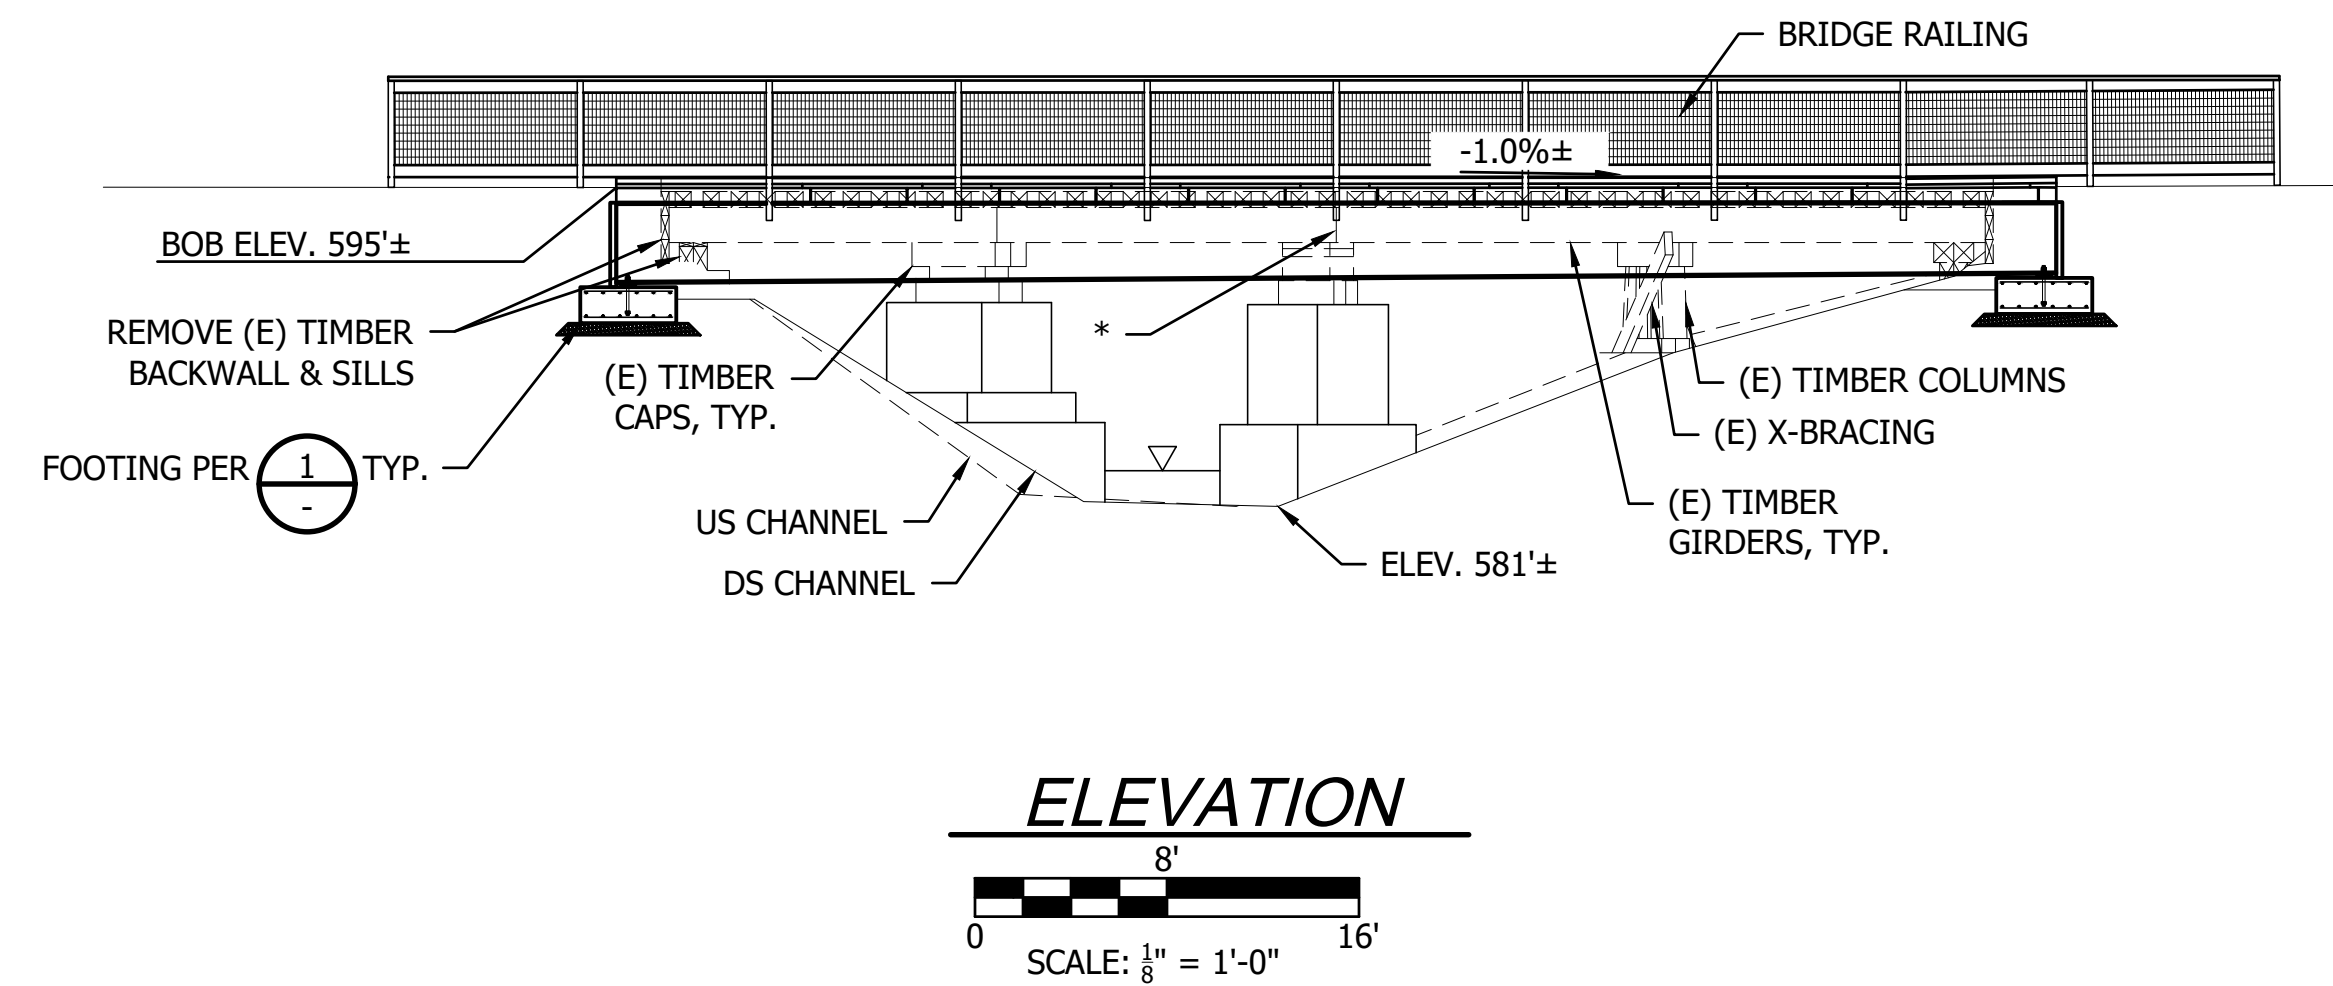 BRIDGE RAILING
-1.0%±
BOB ELEV. 595'±
REMOVE (E) TIMBER
BACKWALL & SILLS
*
(E) TIMBER
CAPS, TYP.
(E) TIMBER COLUMNS
(E) X-BRACING
FOOTING PER 1 TYP.
-
US CHANNEL
DS CHANNEL
(E) TIMBER
GIRDERS, TYP.
ELEV. 581'±
ELEVATION
8'
0 16'
SCALE: 1/8" = 1'-0"